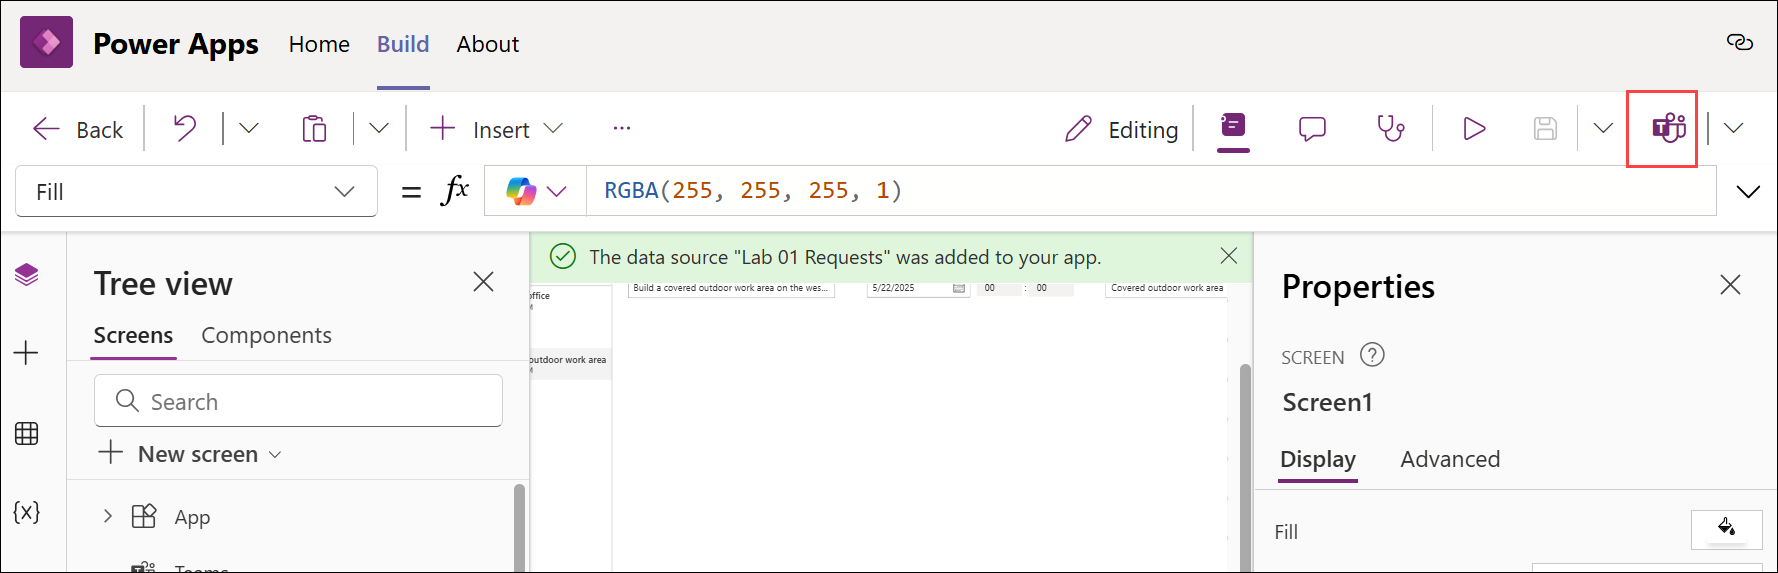 Power Apps Home Build About
Back Insert ... Editing
Fill = fx RGBA(255, 255, 255, 1)
The data source "Lab 01 Requests" was added to your app.
Tree view
Screens Components
Search
New screen
App
Teams
office
Build a covered outdoor work area on the wes... 5/22/2025 00 : 00 Covered outdoor work area
outdoor work area
Properties
SCREEN ?
Screen1
Display Advanced
Fill